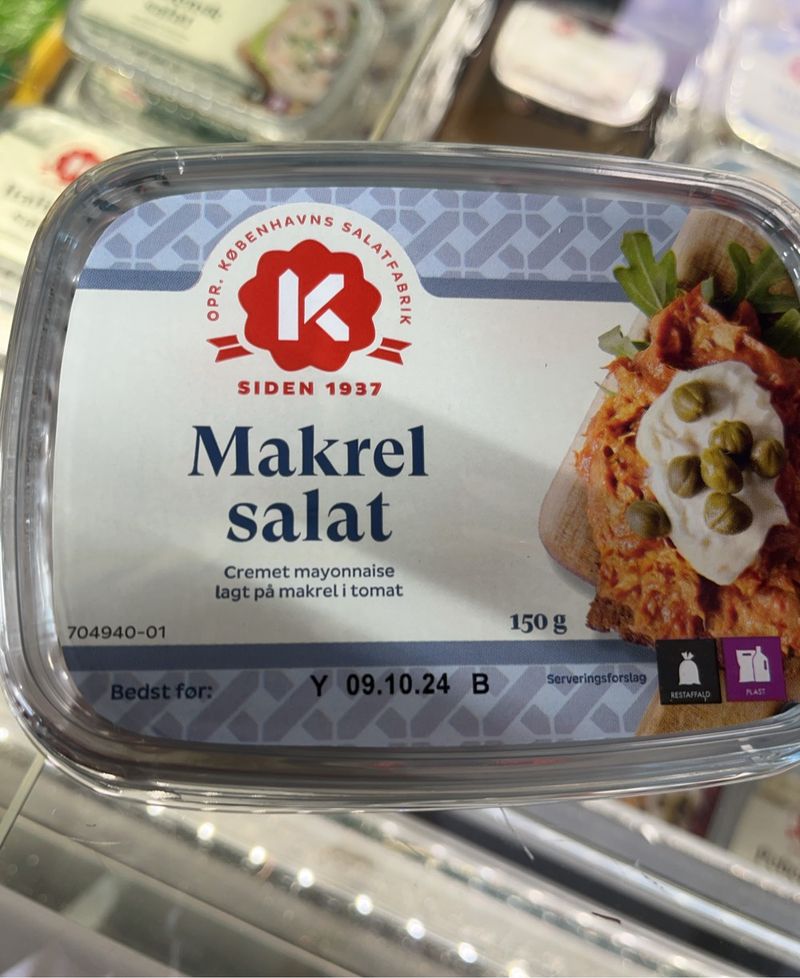 OPR. KØBENHAVNS SALATFABRIK
K
SIDEN 1937
Makrel
salat
Cremet mayonnaise
lagt på makrel i tomat
704940-01
150 g
Bedst før:
Y 09.10.24 B
Serveringsforslag
RESTAFFALD
PLAST